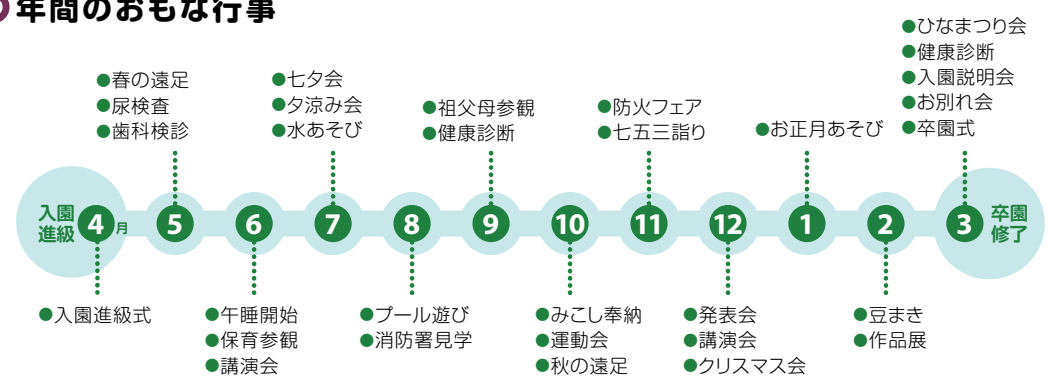 年間のおもな行事
入園
進級
4月
●入園進級式
5
●春の遠足
●尿検査
●歯科検診
6
●午睡開始
●保育参観
●講演会
7
●七夕会
●夕涼み会
●水あそび
8
●プール遊び
●消防署見学
9
●祖父母参観
●健康診断
10
●みこし奉納
●運動会
●秋の遠足
11
●防火フェア
●七五三詣り
12
●発表会
●講演会
●クリスマス会
1
●お正月あそび
2
●豆まき
●作品展
3
●ひなまつり会
●健康診断
●入園説明会
●お別れ会
●卒園式
卒園
修了